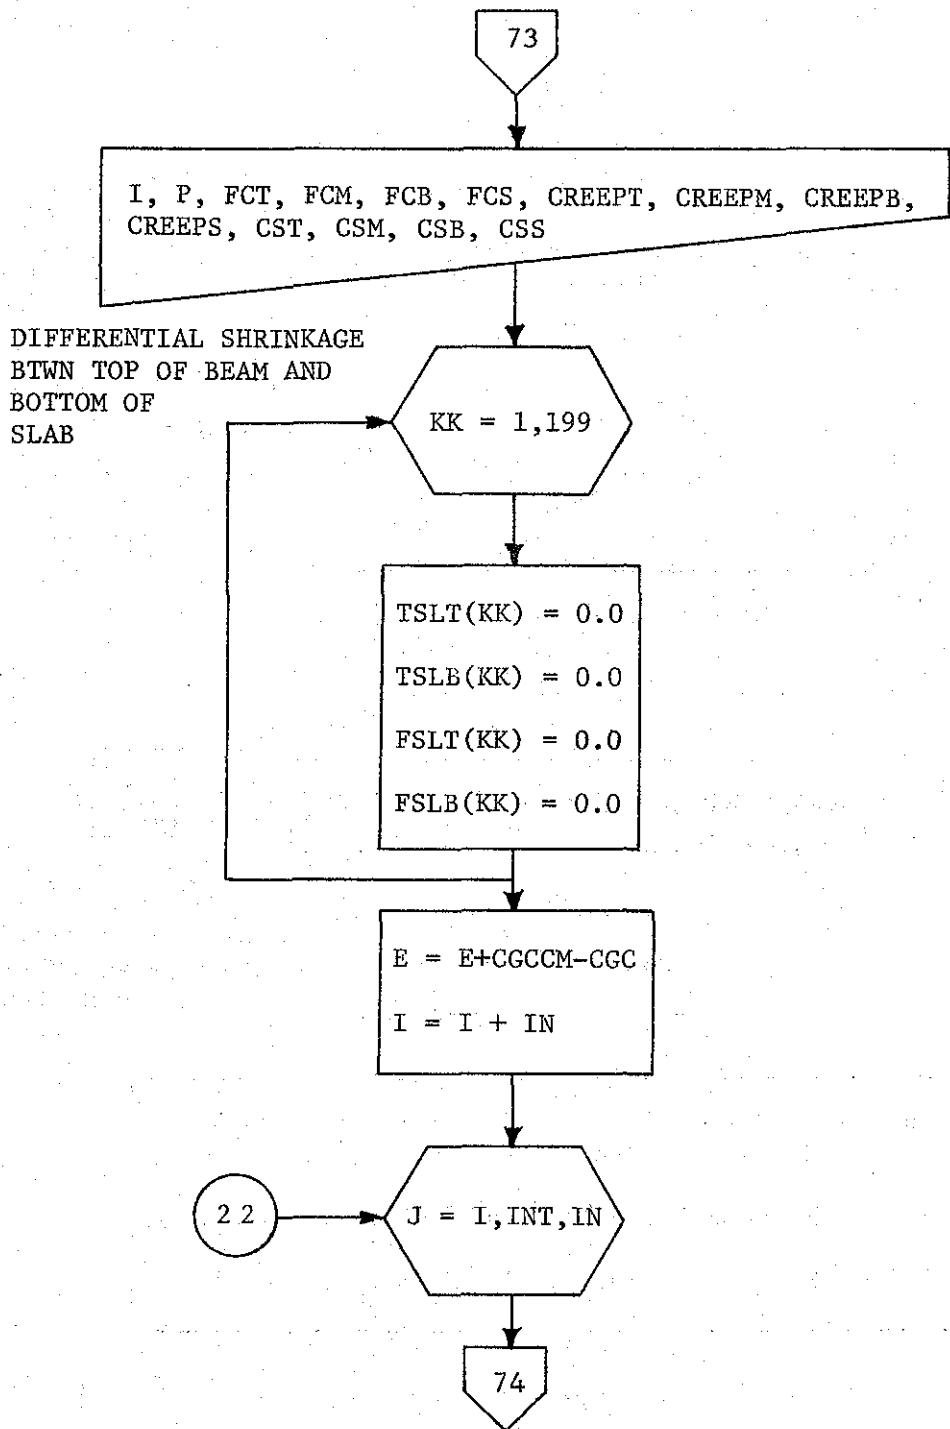 73
I, P, FCT, FCM, FCB, FCS, CREEPT, CREEPM, CREEPB,
CREEPS, CST, CSM, CSB, CSS
DIFFERENTIAL SHRINKAGE
BTWN TOP OF BEAM AND
BOTTOM OF
SLAB
KK = 1,199
TSLT(KK) = 0.0
TSLB(KK) = 0.0
FSLT(KK) = 0.0
FSLB(KK) = 0.0
E = E+CGCCM-CGC
I = I + IN
22
J = I,INT,IN
74